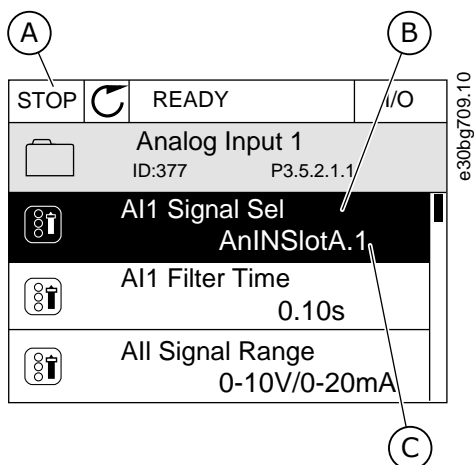 A
B
STOP READY I/O
Analog Input 1
ID:377 P3.5.2.1.1
AI1 Signal Sel
AnINSlotA.1
AI1 Filter Time
0.10s
AII Signal Range
0-10V/0-20mA
C
e30bg709.10